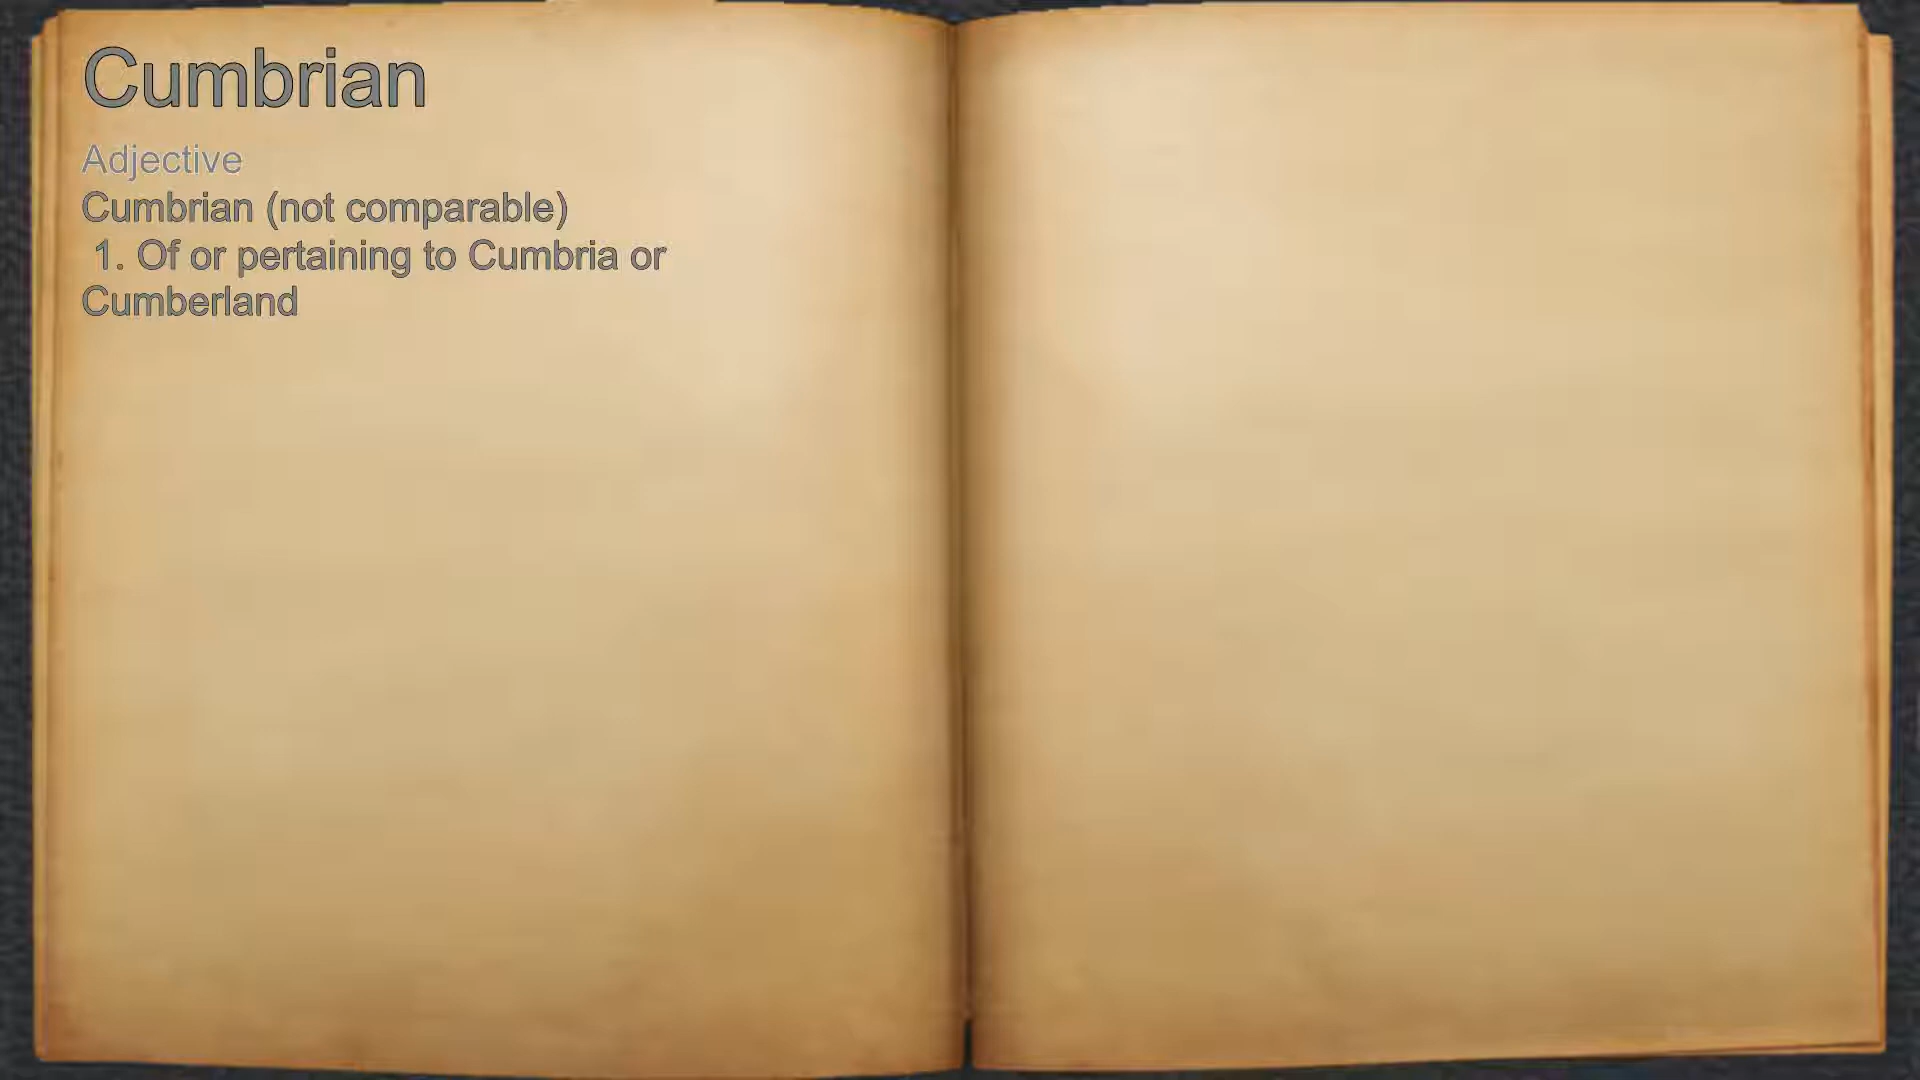 Cumbrian
Adjective
Cumbrian (not comparable)
1. Of or pertaining to Cumbria or
Cumberland